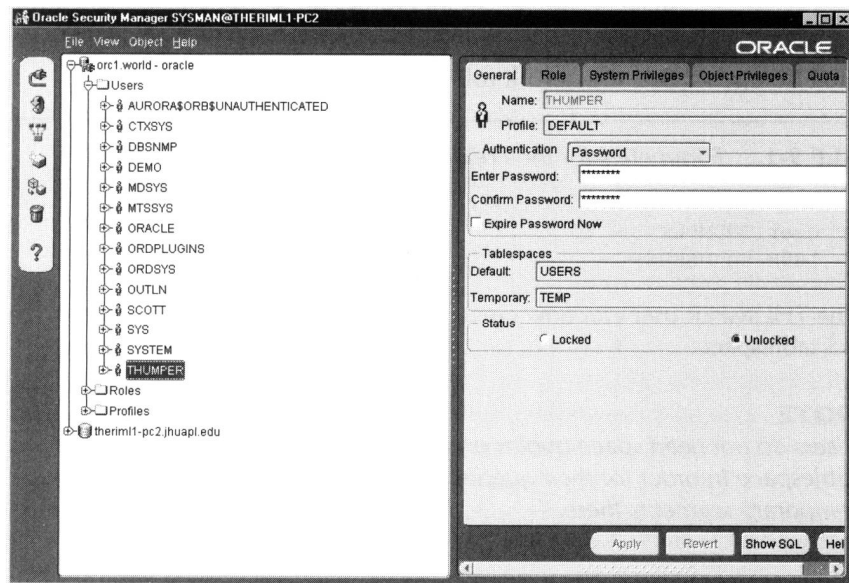 Oracle Security Manager SYSMAN@THERIML1-PC2
File View Object Help
ORACLE
orc1.world - oracle
Users
AURORA$ORB$UNAUTHENTICATED
CTXSYS
DBSNMP
DEMO
MDSYS
MTSSYS
ORACLE
ORDPLUGINS
ORDSYS
OUTLN
SCOTT
SYS
SYSTEM
THUMPER
Roles
Profiles
theriml1-pc2.jhuapl.edu
General Role System Privileges Object Privileges Quota
Name: THUMPER
Profile: DEFAULT
Authentication Password
Enter Password: ********
Confirm Password: ********
Expire Password Now
Tablespaces
Default: USERS
Temporary: TEMP
Status
Locked Unlocked
Apply Revert Show SQL Hel